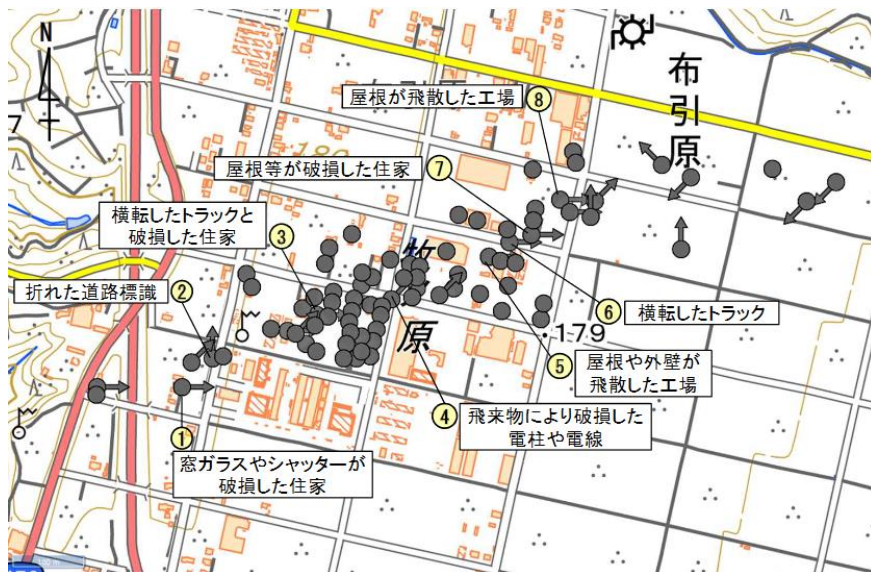 N
布引原
屋根が飛散した工場
⑧
7
180
屋根等が破損した住家
⑦
横転したトラックと
破損した住家
③
牧之原
折れた道路標識
②
⑥
横転したトラック
179
⑤
屋根や外壁が
飛散した工場
④
飛来物により破損した
電柱や電線
①
窓ガラスやシャッターが
破損した住家